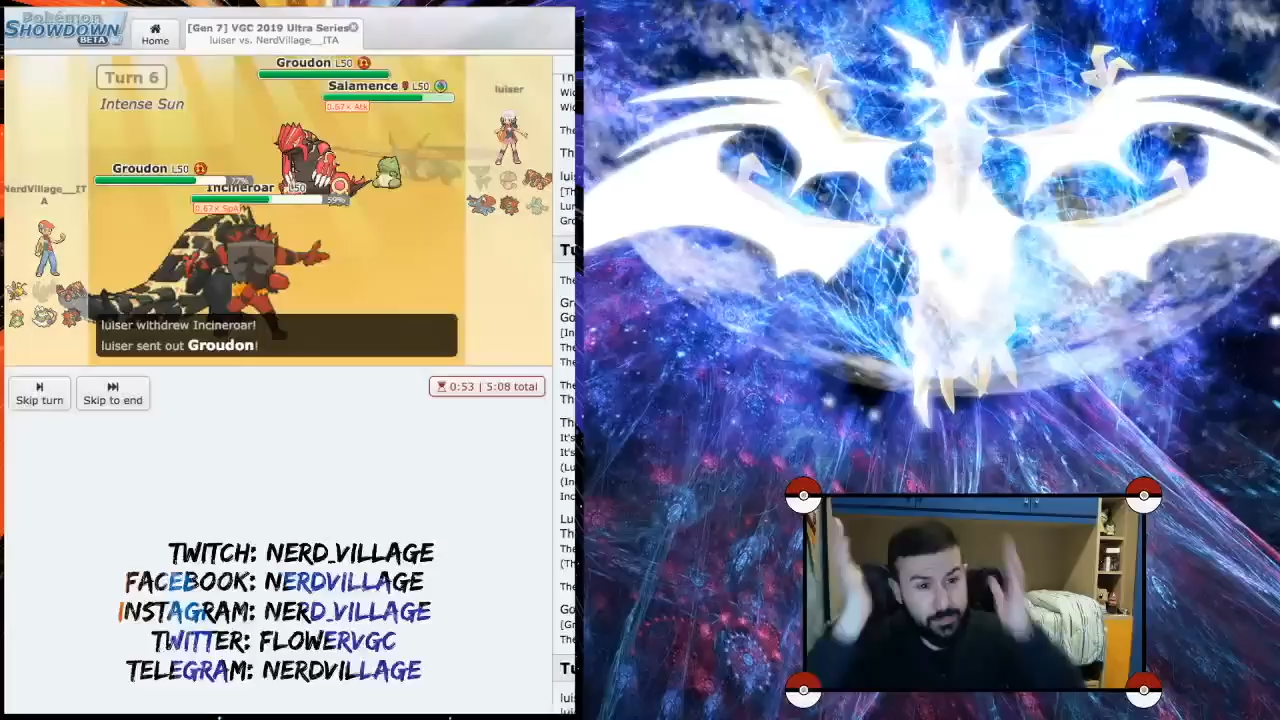 Pokémon
SHOWDOWN
BETA
Home
[Gen 7] VGC 2019 Ultra Series
luiser vs. NerdVillage__ITA
Turn 6
Intense Sun
Groudon L50
Salamence L50
0.67× Atk
luiser
Groudon L50
77%
Incineroar L50
59%
0.67× SpA
NerdVillage__IT
A
luiser withdrew Incineroar!
luiser sent out Groudon!
Skip turn
Skip to end
0:53 | 5:08 total
TWITCH: NERD_VILLAGE
FACEBOOK: NERDVILLAGE
INSTAGRAM: NERD_VILLAGE
TWITTER: FLOWERVGC
TELEGRAM: NERDVILLAGE